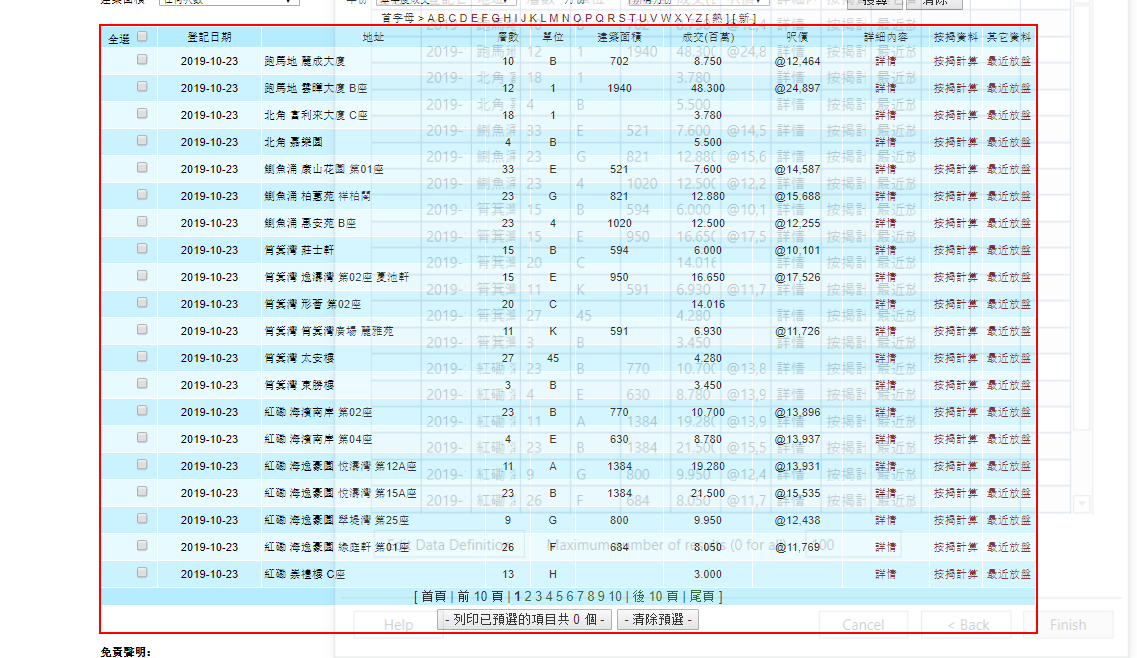 首字母 > A B C D E F G H I J K L M N O P Q R S T U V W X Y Z [ 熱 ] [ 新 ]
全選 登記日期 地址 層數 單位 建築面積 成交(百萬) 呎價 詳細內容 按揭資料 其它資料
2019-10-23 跑馬地 麗成大廈 10 B 702 8.750 @12,464 詳情 按揭計算 最近放盤
2019-10-23 跑馬地 雲暉大廈 B座 12 1 1940 48.300 @24,897 詳情 按揭計算 最近放盤
2019-10-23 北角 富利來大廈 C座 18 1 3.780 詳情 按揭計算 最近放盤
2019-10-23 北角 嘉樂園 4 B 5.500 詳情 按揭計算 最近放盤
2019-10-23 鰂魚涌 康山花園 第01座 33 E 521 7.600 @14,587 詳情 按揭計算 最近放盤
2019-10-23 鰂魚涌 柏蕙苑 祥柏閣 23 G 821 12.880 @15,688 詳情 按揭計算 最近放盤
2019-10-23 鰂魚涌 惠安苑 B座 23 4 1020 12.500 @12,255 詳情 按揭計算 最近放盤
2019-10-23 筲箕灣 莊士軒 15 B 594 6.000 @10,101 詳情 按揭計算 最近放盤
2019-10-23 筲箕灣 逸濤灣 第02座 夏池軒 15 E 950 16.650 @17,526 詳情 按揭計算 最近放盤
2019-10-23 筲箕灣 形薈 第02座 20 C 14.016 詳情 按揭計算 最近放盤
2019-10-23 筲箕灣 筲箕灣廣場 麗雅苑 11 K 591 6.930 @11,726 詳情 按揭計算 最近放盤
2019-10-23 筲箕灣 太安樓 27 45 4.280 詳情 按揭計算 最近放盤
2019-10-23 筲箕灣 東勝樓 3 B 3.450 詳情 按揭計算 最近放盤
2019-10-23 紅磡 海濱南岸 第02座 23 B 770 10.700 @13,896 詳情 按揭計算 最近放盤
2019-10-23 紅磡 海濱南岸 第04座 4 E 630 8.780 @13,937 詳情 按揭計算 最近放盤
2019-10-23 紅磡 海逸豪園 悅濤灣 第12A座 11 A 1384 19.280 @13,931 詳情 按揭計算 最近放盤
2019-10-23 紅磡 海逸豪園 悅濤灣 第15A座 23 B 1384 21.500 @15,535 詳情 按揭計算 最近放盤
2019-10-23 紅磡 海逸豪園 翠堤灣 第25座 9 G 800 9.950 @12,438 詳情 按揭計算 最近放盤
2019-10-23 紅磡 海逸豪園 綠庭軒 第01座 26 F 684 8.050 @11,769 詳情 按揭計算 最近放盤
Edit Data Definition Maximum number of results (0 for all) 100
2019-10-23 紅磡 崇禮樓 C座 13 H 3.000 詳情 按揭計算 最近放盤
[ 首頁 | 前 10 頁 | 1 2 3 4 5 6 7 8 9 10 | 後 10 頁 | 尾頁 ]
- 列印已預選的項目共 0 個 - - 清除預選 -
Help Cancel < Back Finish
免責聲明: